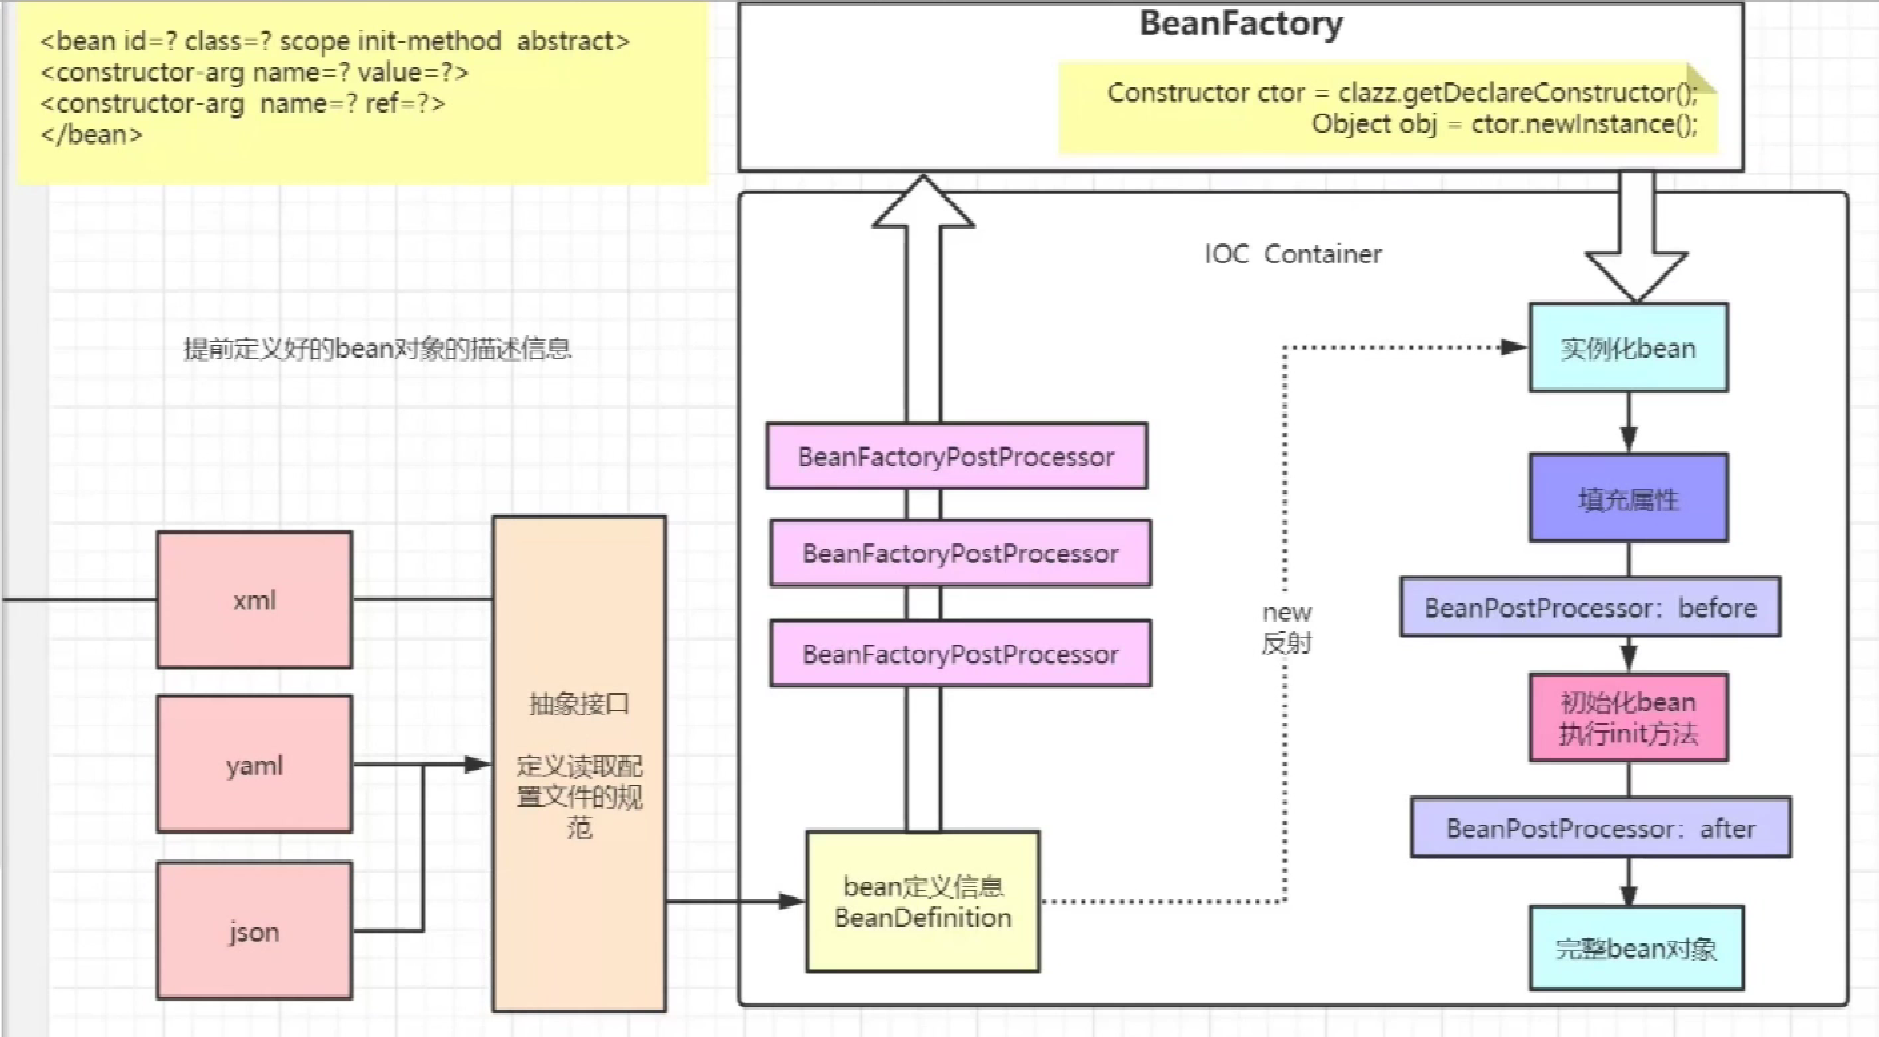 <bean id=? class=? scope init-method  abstract>
<constructor-arg name=? value=?>
<constructor-arg  name=? ref=?>
</bean>
提前定义好的bean对象的描述信息
xml
yaml
json
抽象接口
定义读取配
置文件的规
范
BeanFactory
Constructor ctor = clazz.getDeclareConstructor();
Object obj = ctor.newInstance();
IOC  Container
BeanFactoryPostProcessor
BeanFactoryPostProcessor
BeanFactoryPostProcessor
bean定义信息
BeanDefinition
new
反射
实例化bean
填充属性
BeanPostProcessor：before
初始化bean
执行init方法
BeanPostProcessor：after
完整bean对象